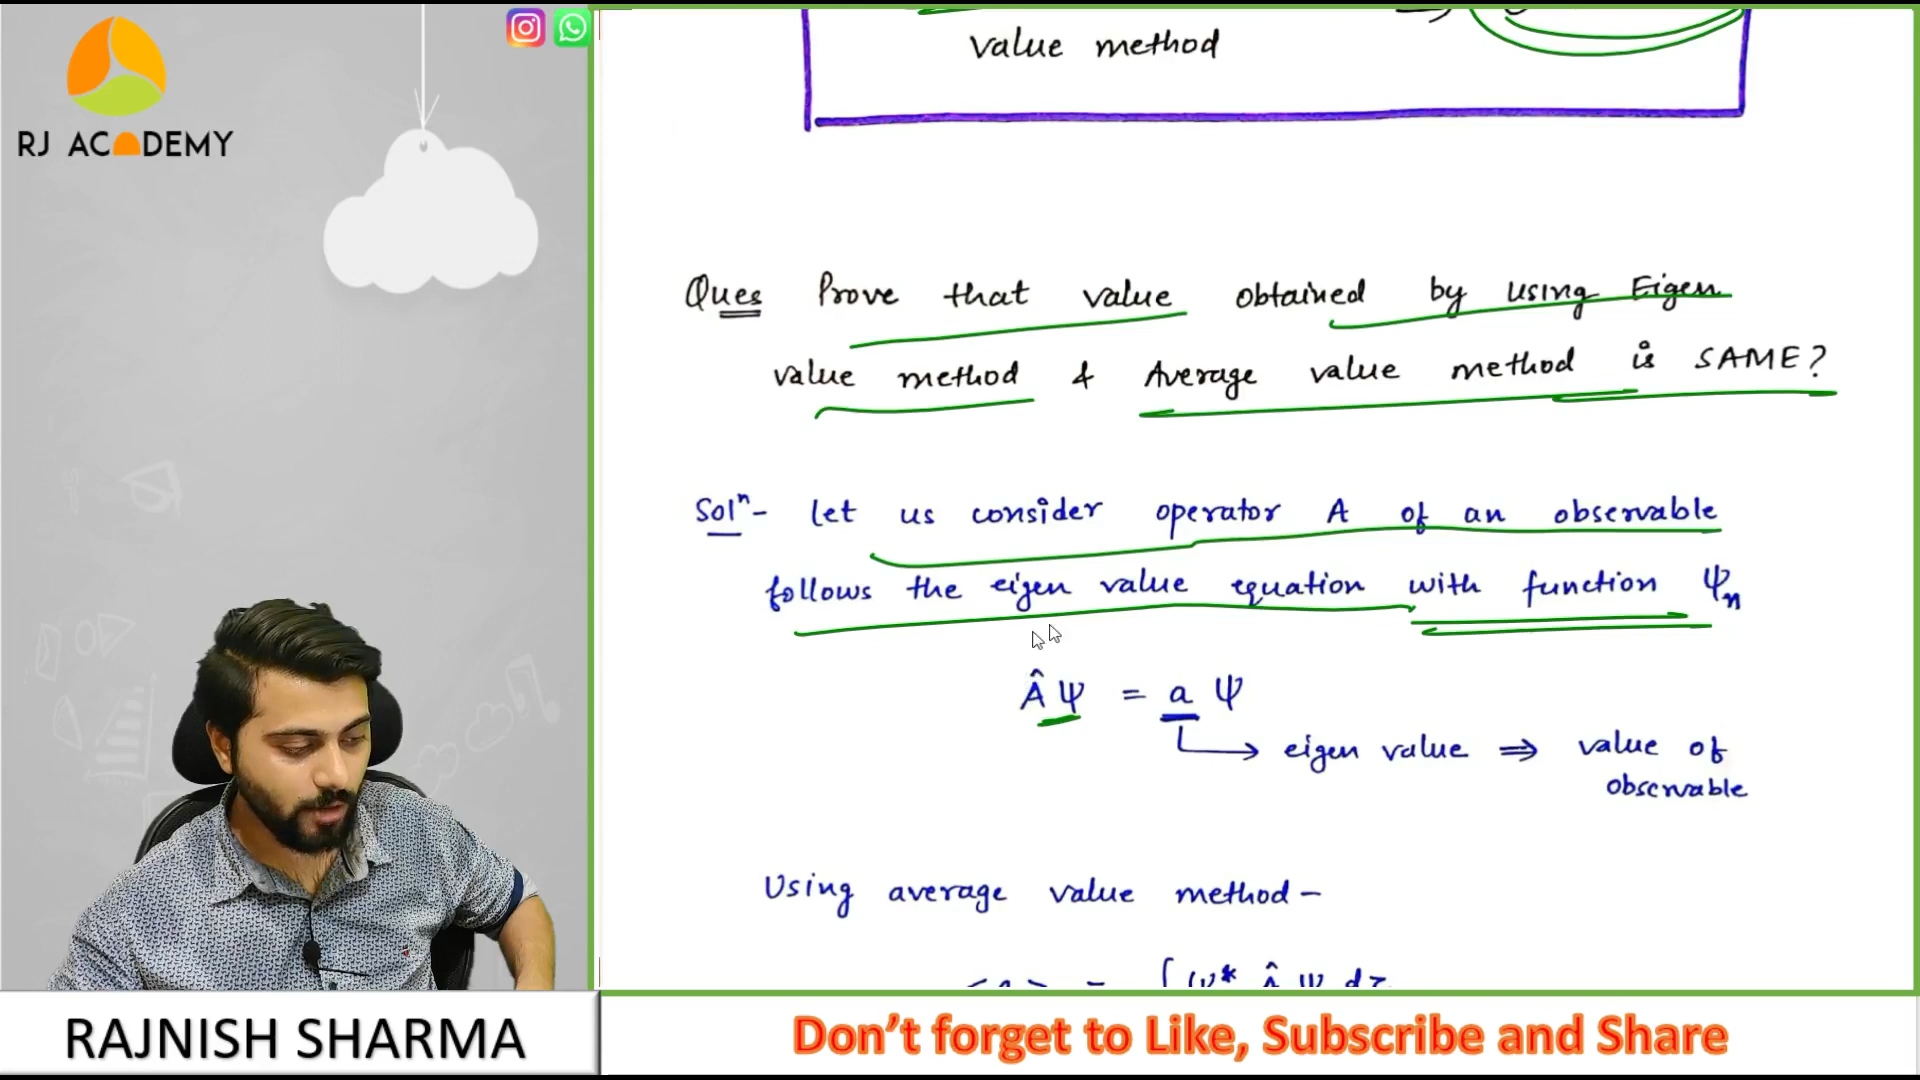 RJ ACADEMY
value method
Ques Prove that value obtained by using Eigen
value method & Average value method is SAME?
Solⁿ- let us consider operator A of an observable
follows the eigen value equation with function Ψₙ
Â Ψ = a Ψ
→ eigen value ⇒ value of
observable
Using average value method -
RAJNISH SHARMA
Don’t forget to Like, Subscribe and Share